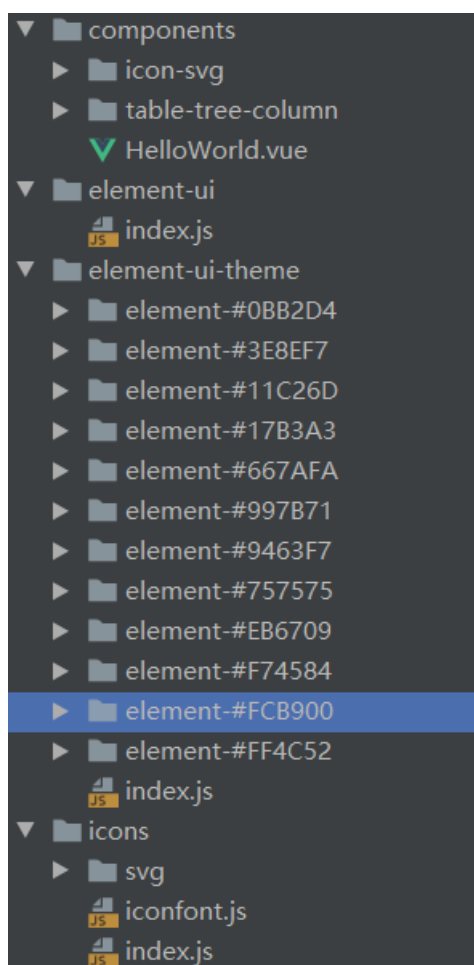 components
icon-svg
table-tree-column
HelloWorld.vue
element-ui
index.js
element-ui-theme
element-#0BB2D4
element-#3E8EF7
element-#11C26D
element-#17B3A3
element-#667AFA
element-#997B71
element-#9463F7
element-#757575
element-#EB6709
element-#F74584
element-#FCB900
element-#FF4C52
index.js
icons
svg
iconfont.js
index.js